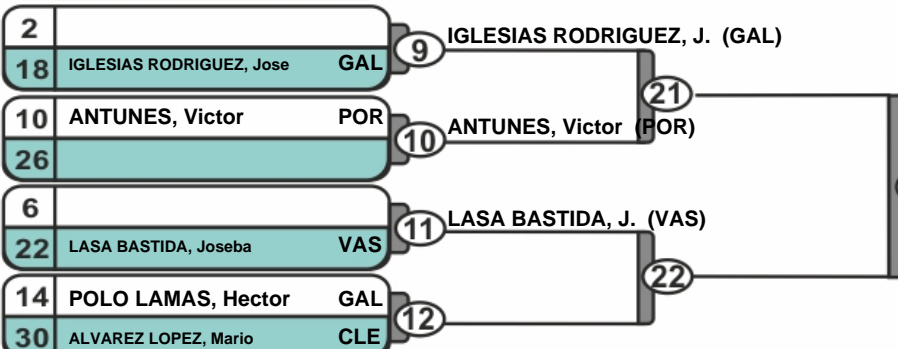 2
18 IGLESIAS RODRIGUEZ, Jose GAL
9 IGLESIAS RODRIGUEZ, J. (GAL)
21
10 ANTUNES, Victor POR
26
10 ANTUNES, Victor (POR)
6
22 LASA BASTIDA, Joseba VAS
11 LASA BASTIDA, J. (VAS)
22
14 POLO LAMAS, Hector GAL
30 ALVAREZ LOPEZ, Mario CLE
12